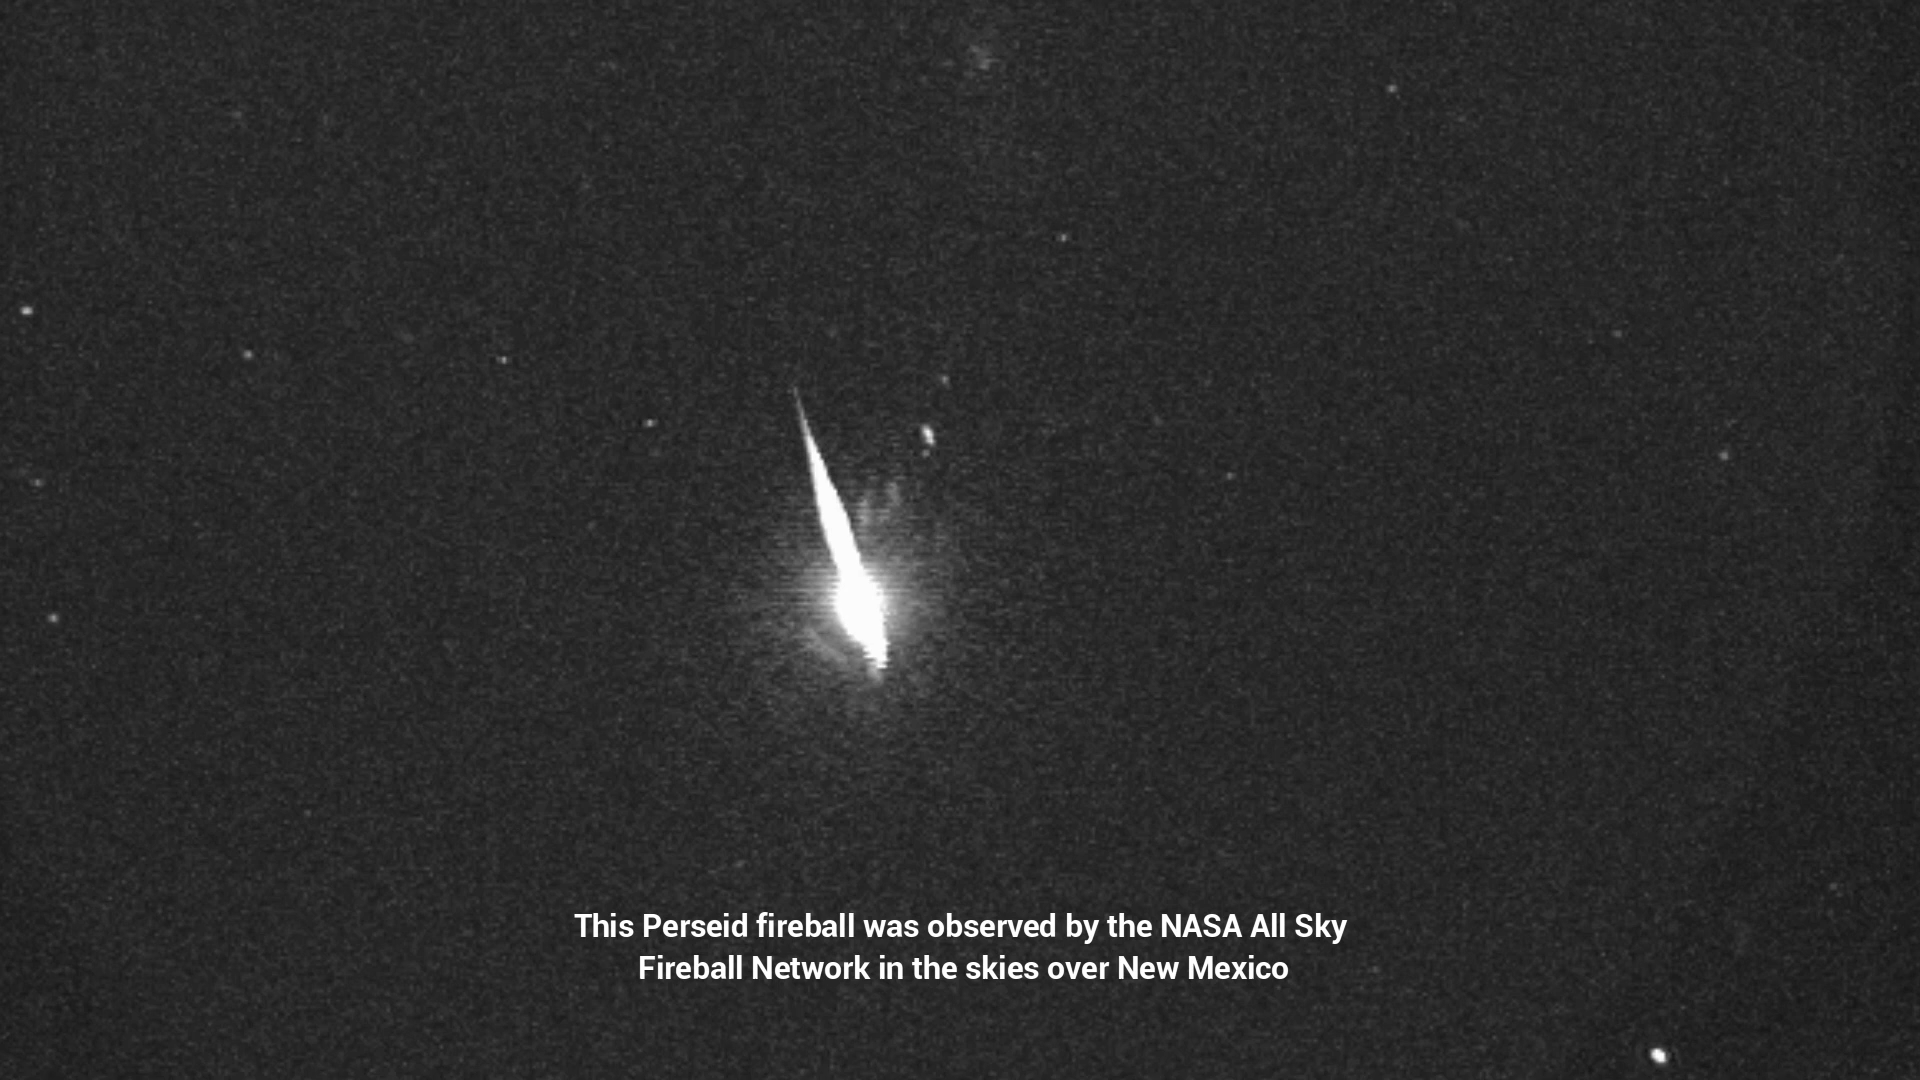 This Perseid fireball was observed by the NASA All Sky
Fireball Network in the skies over New Mexico